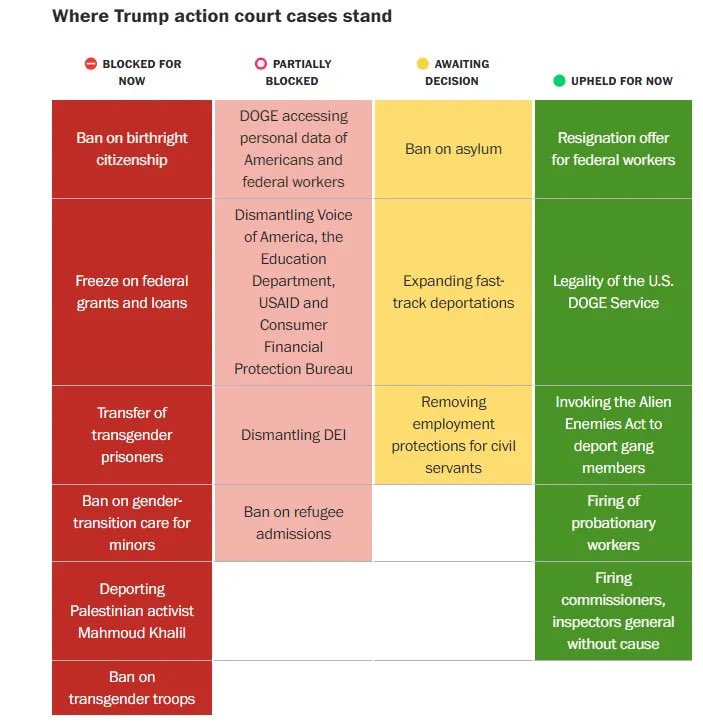 Where Trump action court cases stand
BLOCKED FOR
NOW
PARTIALLY
BLOCKED
AWAITING
DECISION
UPHELD FOR NOW
Ban on birthright
citizenship
DOGE accessing
personal data of
Americans and
federal workers
Ban on asylum
Resignation offer
for federal workers
Freeze on federal
grants and loans
Dismantling Voice
of America, the
Education
Department,
USAID and
Consumer
Financial
Protection Bureau
Expanding fast-
track deportations
Legality of the U.S.
DOGE Service
Transfer of
transgender
prisoners
Dismantling DEI
Removing
employment
protections for civil
servants
Invoking the Alien
Enemies Act to
deport gang
members
Ban on gender-
transition care for
minors
Ban on refugee
admissions
Firing of
probationary
workers
Deporting
Palestinian activist
Mahmoud Khalil
Firing
commissioners,
inspectors general
without cause
Ban on
transgender troops